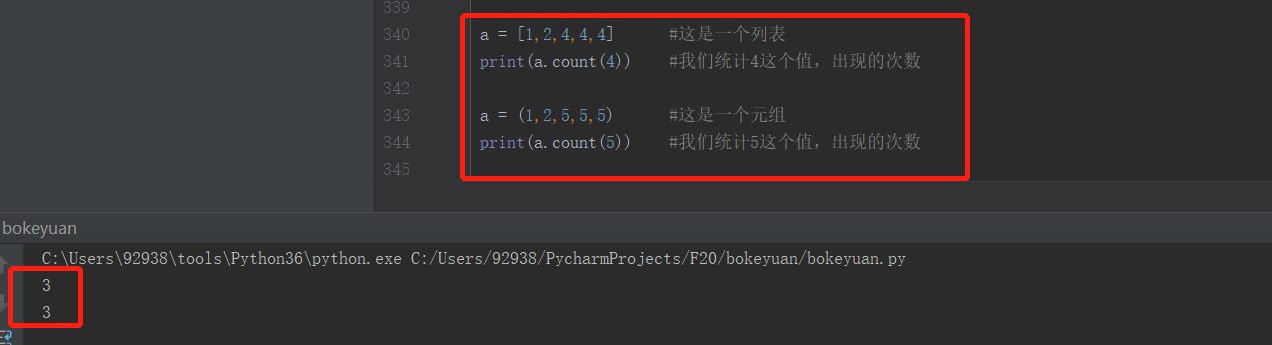 339
340 a = [1,2,4,4,4] #这是一个列表
341 print(a.count(4)) #我们统计4这个值，出现的次数
342
343 a = (1,2,5,5,5) #这是一个元组
344 print(a.count(5)) #我们统计5这个值，出现的次数
345
bokeyuan
C:\Users\92938\tools\Python36\python.exe C:/Users/92938/PycharmProjects/F20/bokeyuan/bokeyuan.py
3
3